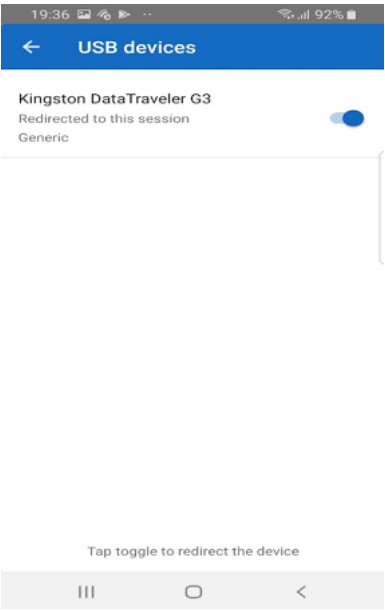 19:36 92%
USB devices
Kingston DataTraveler G3
Redirected to this session
Generic
Tap toggle to redirect the device